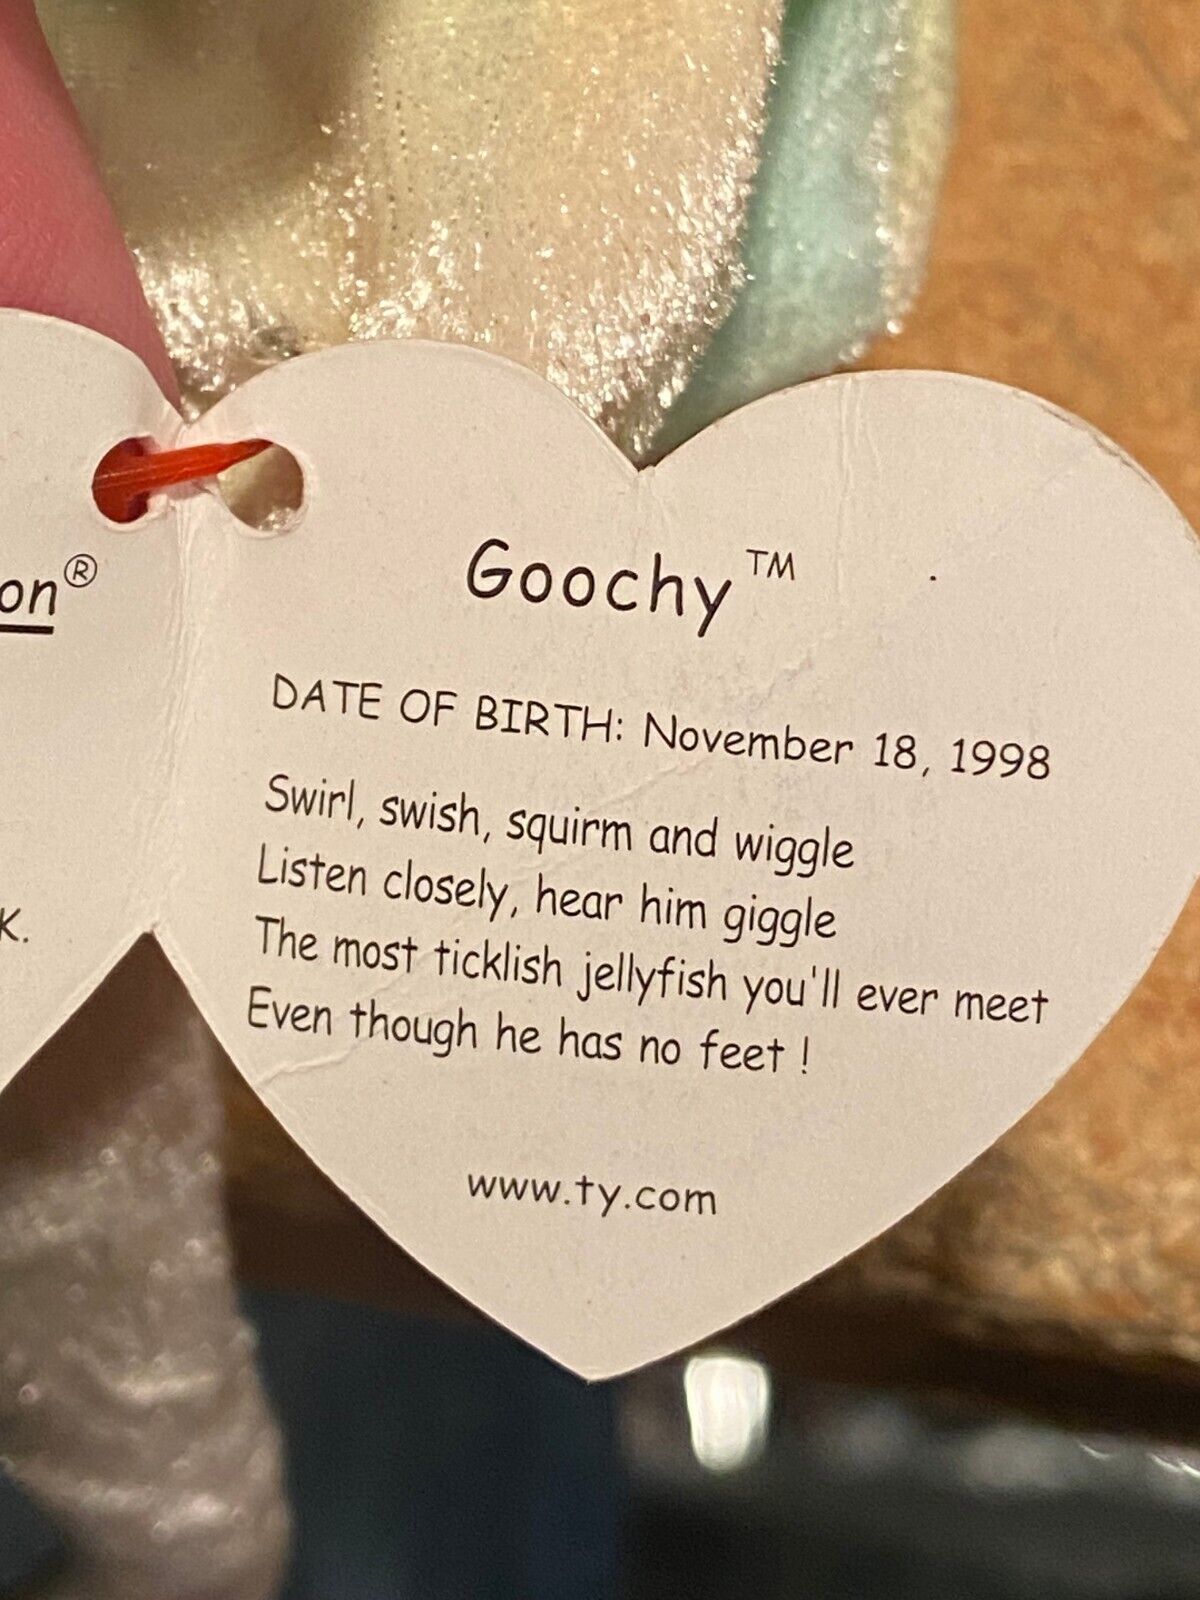 on®
K.
Goochy™
DATE OF BIRTH: November 18, 1998
Swirl, swish, squirm and wiggle
Listen closely, hear him giggle
The most ticklish jellyfish you'll ever meet
Even though he has no feet !
www.ty.com